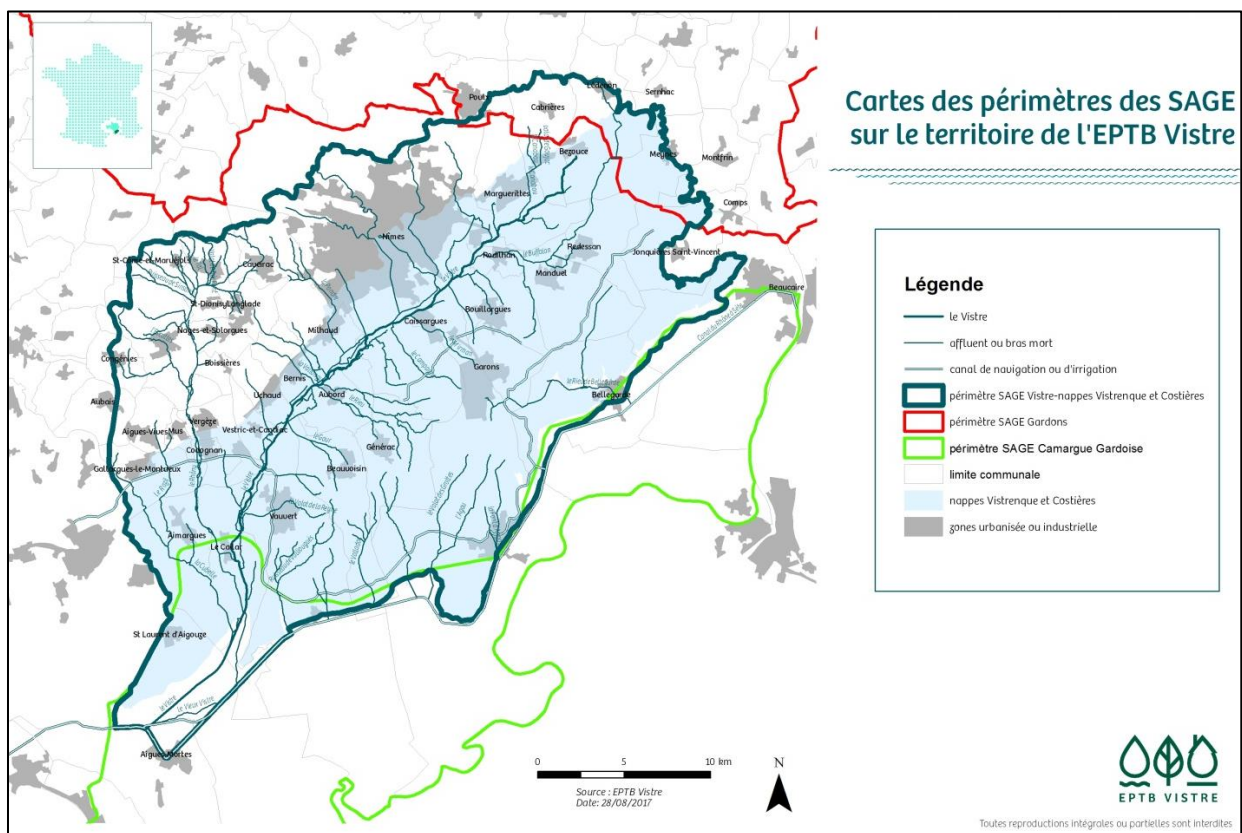 Cartes des périmètres des SAGE
sur le territoire de l'EPTB Vistre
Légende
le Vistre
affluent ou bras mort
canal de navigation ou d'irrigation
périmètre SAGE Vistre-nappes Vistrenque et Costières
périmètre SAGE Gardons
périmètre SAGE Camargue Gardoise
limite communale
nappes Vistrenque et Costières
zones urbanisée ou industrielle
Poulx
Lédenon
Cabrières
Sernhac
Bezouce
Meynes
Montfrin
Marguerittes
Comps
Nîmes
Rodilhan
Redessan
Manduel
Jonquières Saint-Vincent
Beaucaire
Caveirac
St-Dionisy
Langlade
Nages-et-Solorgues
Milhaud
Caissargues
Bouillargues
Boissières
Congénies
Garons
Bernis
Uchaud
Aubord
Bellegarde
Aubais
Vergèze
Aigues-Vives
Mus
Vestric-et-Candiac
Codognan
Générac
Gallargues-le-Montueux
Beauvoisin
Vauvert
Aimargues
Le Cailar
St Laurent d'Aigouze
le Vistre
Le Vieux Vistre
Aigues-Mortes
0 5 10 km
N
Source : EPTB Vistre
Date: 28/08/2017
EPTB VISTRE
Toutes reproductions intégrales ou partielles sont interdites